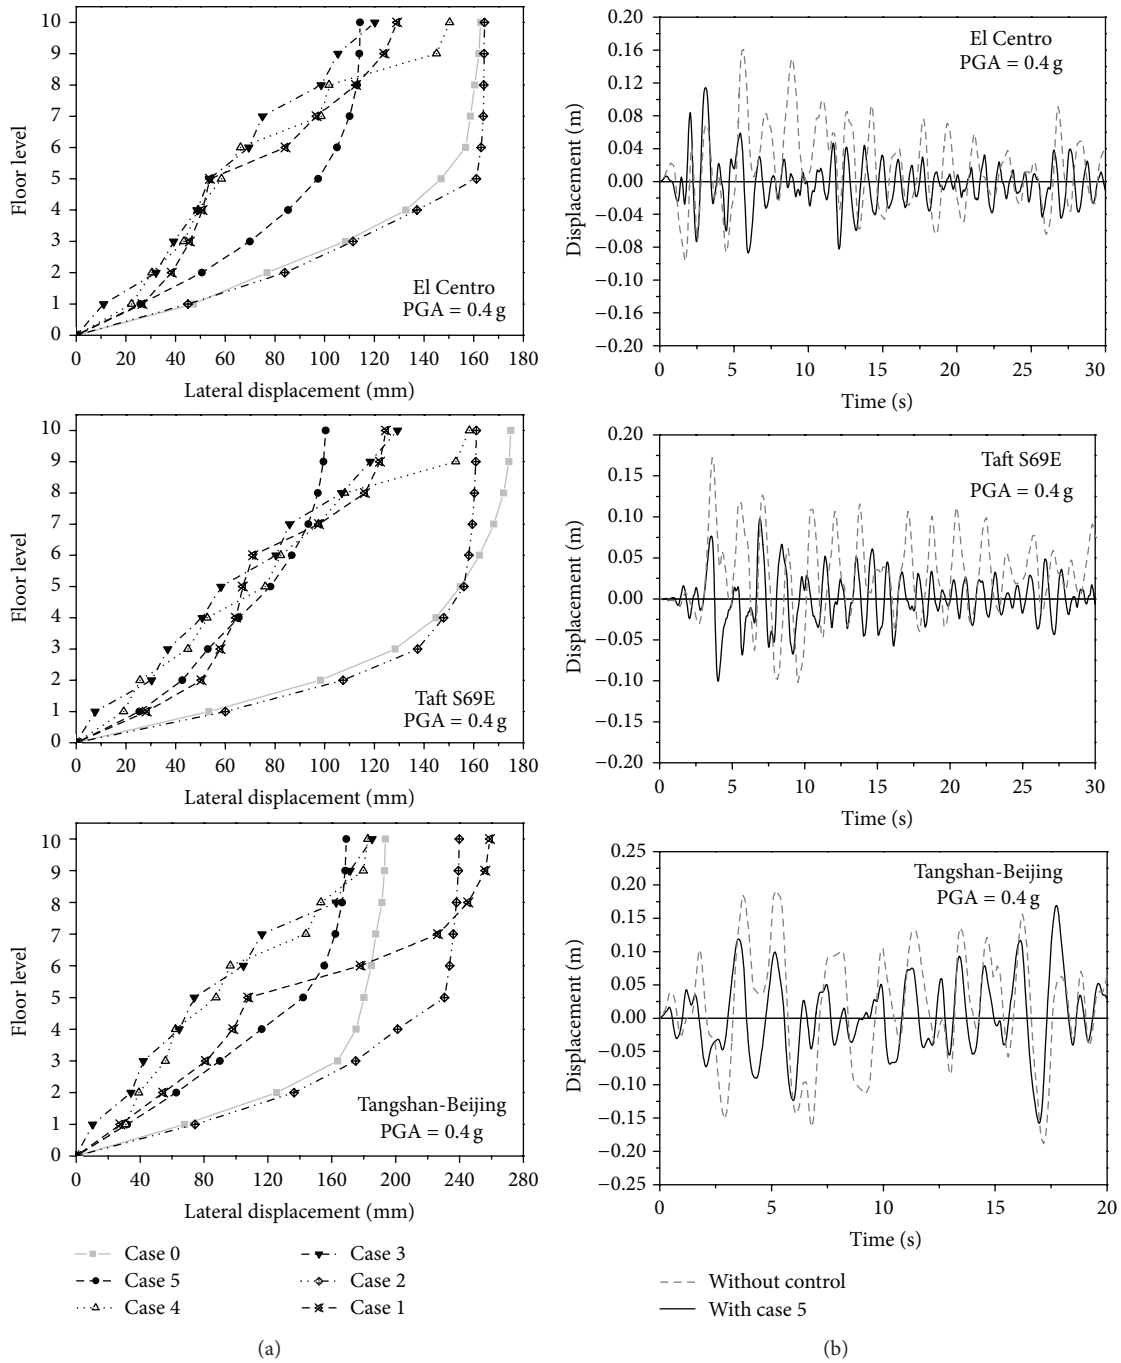 10
9
8
7
6
5
4
3
2
1
0
Floor level
El Centro
PGA = 0.4 g
0 20 40 60 80 100 120 140 160 180
Lateral displacement (mm)
0.20
0.16
0.12
0.08
0.04
0.00
−0.04
−0.08
−0.10
−0.16
−0.20
Displacement (m)
El Centro
PGA = 0.4 g
0 5 10 15 20 25 30
Time (s)
10
9
8
7
6
5
4
3
2
1
0
Floor level
Taft S69E
PGA = 0.4 g
0 20 40 60 80 100 120 140 160 180
Lateral displacement (mm)
0.20
0.15
0.10
0.05
0.00
−0.05
−0.10
−0.15
−0.20
Displacement (m)
Taft S69E
PGA = 0.4 g
0 5 10 15 20 25 30
Time (s)
10
9
8
7
6
5
4
3
2
1
0
Floor level
Tangshan-Beijing
PGA = 0.4 g
0 40 80 120 160 200 240 280
Lateral displacement (mm)
0.25
0.20
0.15
0.10
0.05
0.00
−0.05
−0.10
−0.15
−0.20
−0.25
Displacement (m)
Tangshan-Beijing
PGA = 0.4 g
0 5 10 15 20
Time (s)
Case 0
Case 5
Case 4
Case 3
Case 2
Case 1
Without control
With case 5
(a)
(b)